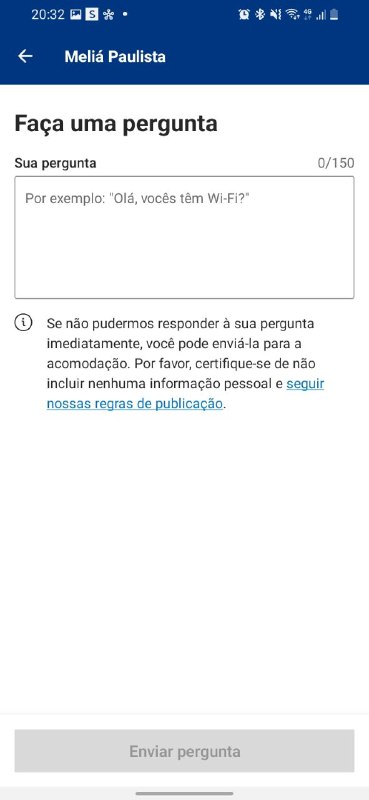 20:32
4G
Meliá Paulista
Faça uma pergunta
Sua pergunta 0/150
Por exemplo: "Olá, vocês têm Wi-Fi?"
Se não pudermos responder à sua pergunta
imediatamente, você pode enviá-la para a
acomodação. Por favor, certifique-se de não
incluir nenhuma informação pessoal e seguir
nossas regras de publicação.
Enviar pergunta